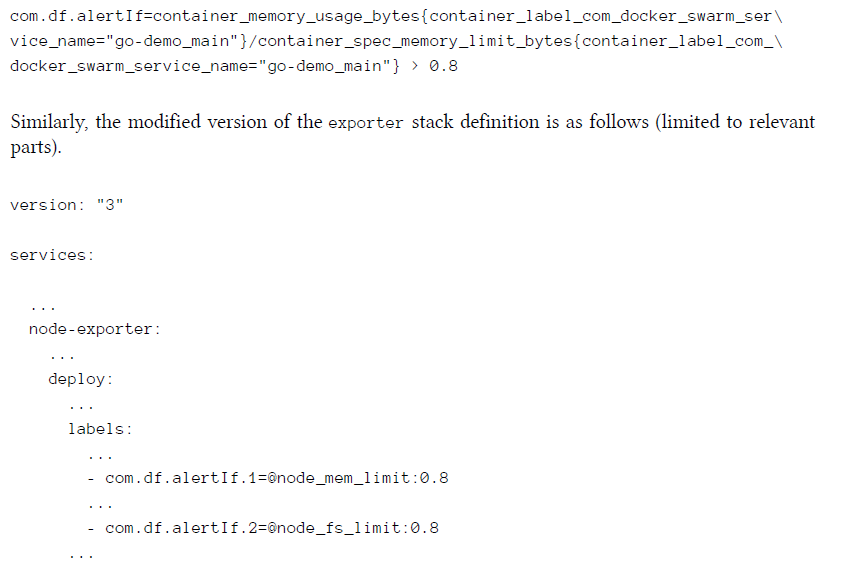 com.df.alertIf=container_memory_usage_bytes{container_label_com_docker_swarm_ser\
vice_name="go-demo_main"}/container_spec_memory_limit_bytes{container_label_com_\
docker_swarm_service_name="go-demo_main"} > 0.8
Similarly, the modified version of the exporter stack definition is as follows (limited to relevant
parts).
version: "3"
services:
...
node-exporter:
...
deploy:
...
labels:
...
- com.df.alertIf.1=@node_mem_limit:0.8
...
- com.df.alertIf.2=@node_fs_limit:0.8
...